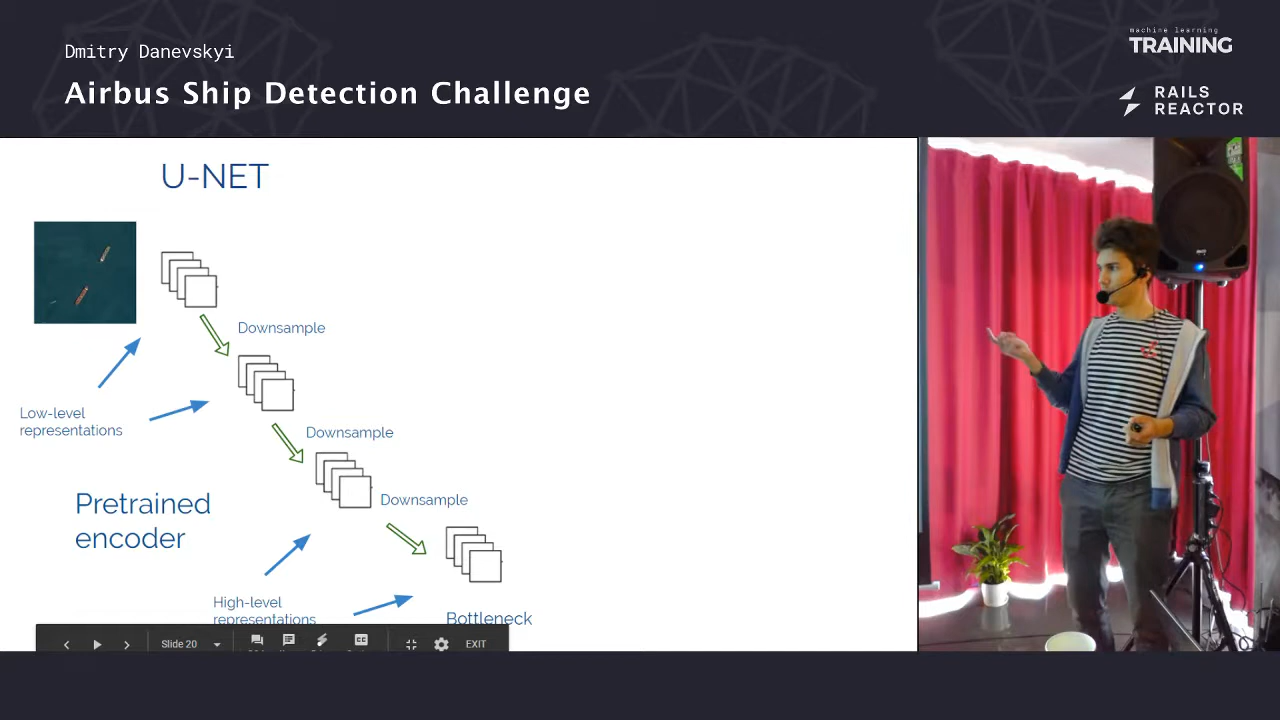 Dmitry Danevskyi
Airbus Ship Detection Challenge
machine learning
TRAINING
RAILS
REACTOR
U-NET
Downsample
Low-level
representations
Downsample
Downsample
Pretrained
encoder
High-level
representations
Bottleneck
Slide 20
CC
EXIT